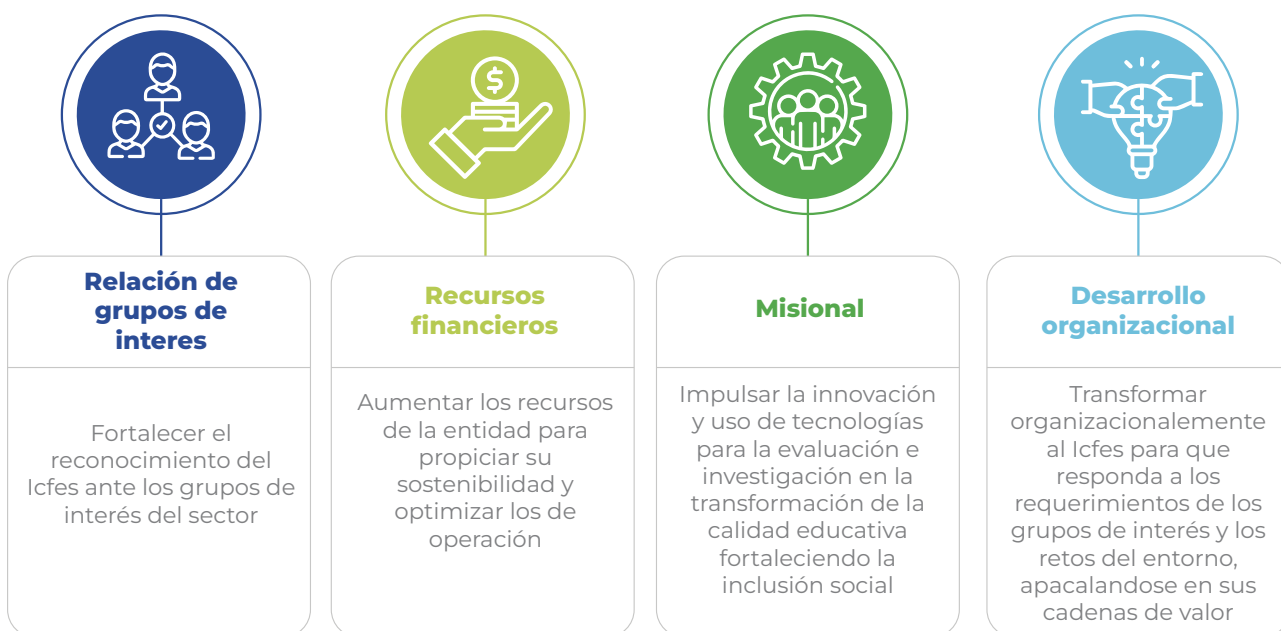 $
Relación de
grupos de
interes
Fortalecer el
reconocimiento del
Icfes ante los grupos de
interés del sector
Recursos
financieros
Aumentar los recursos
de la entidad para
propiciar su
sostenibilidad y
optimizar los de
operación
Misional
Impulsar la innovación
y uso de tecnologías
para la evaluación e
investigación en la
transformación de la
calidad educativa
fortaleciendo la
inclusión social
Desarrollo
organizacional
Transformar
organizacionalemente
al Icfes para que
responda a los
requerimientos de los
grupos de interés y los
retos del entorno,
apacalandose en sus
cadenas de valor